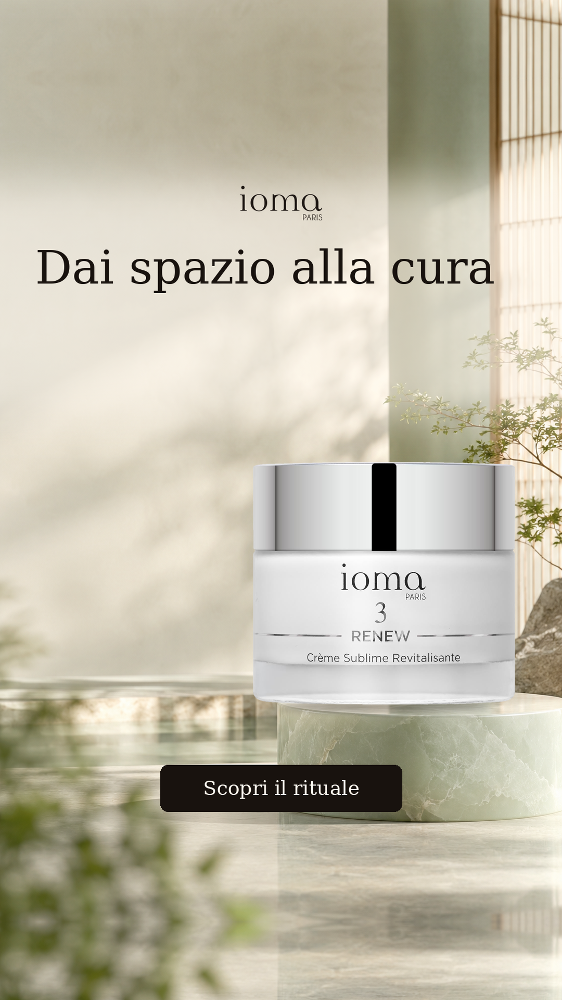 ioma
PARIS
Dai spazio alla cura
ioma
PARIS
3
RENEW
Crème Sublime Revitalisante
Scopri il rituale